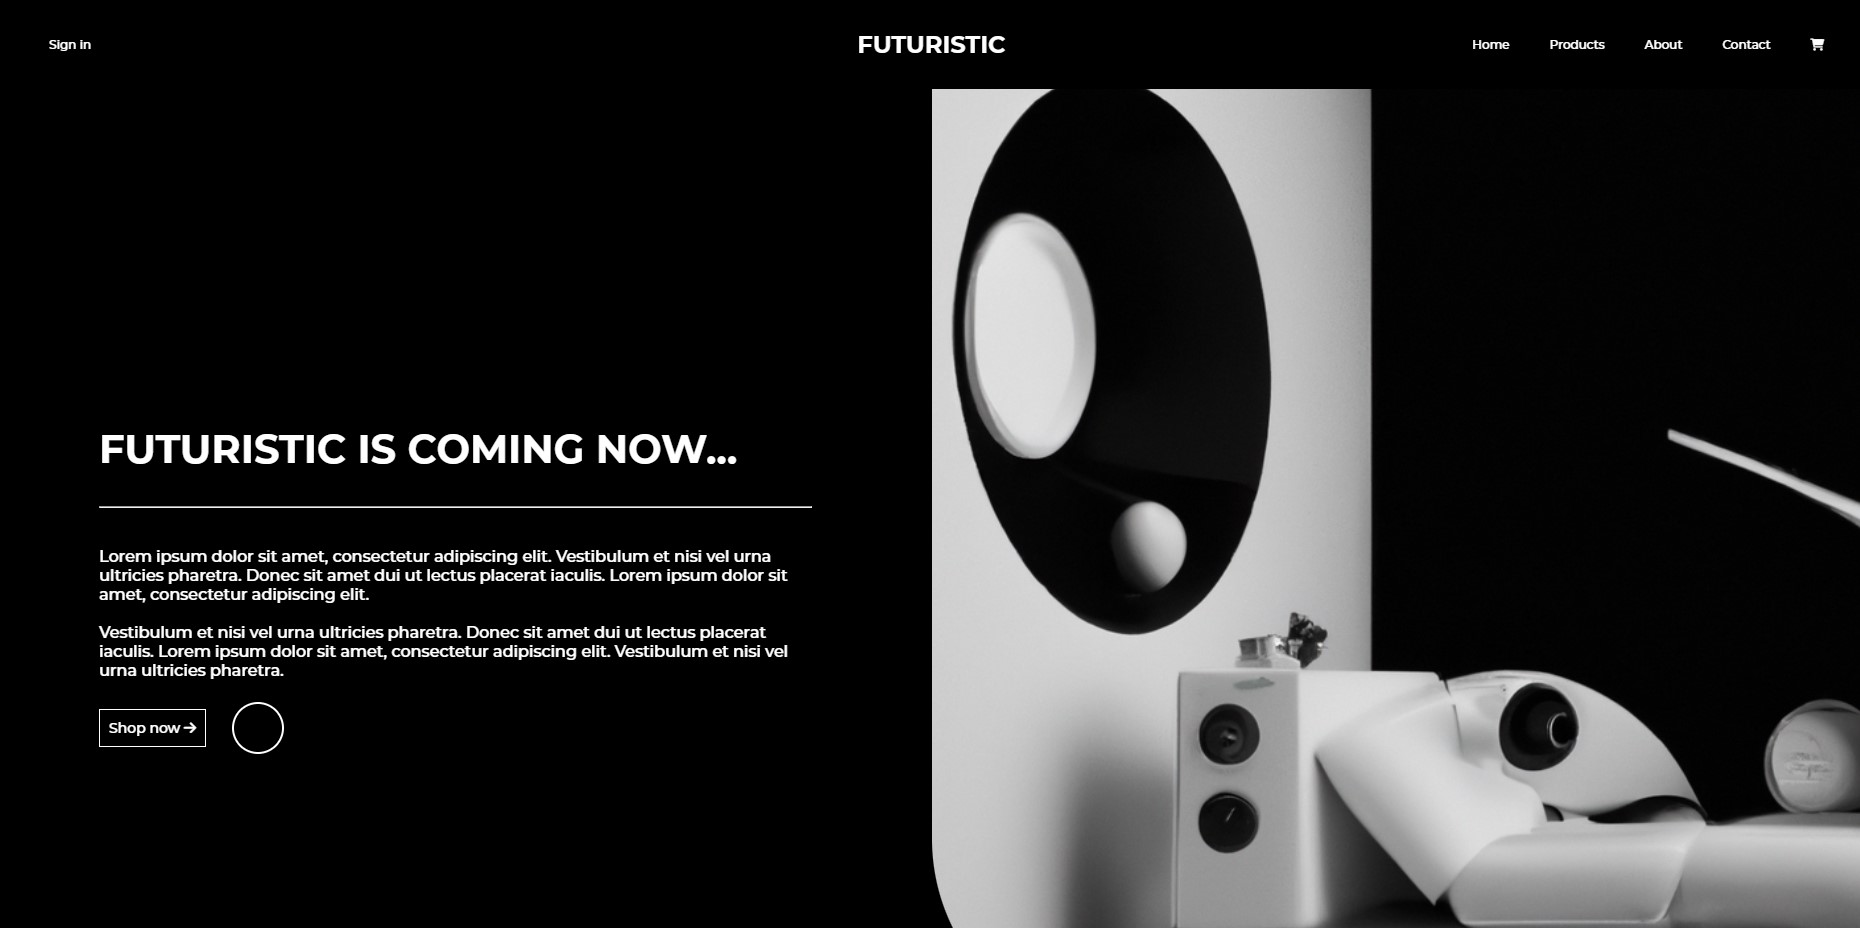 Sign in
FUTURISTIC
Home
Products
About
Contact
FUTURISTIC IS COMING NOW...
Lorem ipsum dolor sit amet, consectetur adipiscing elit. Vestibulum et nisi vel urna
ultricies pharetra. Donec sit amet dui ut lectus placerat iaculis. Lorem ipsum dolor sit
amet, consectetur adipiscing elit.
Vestibulum et nisi vel urna ultricies pharetra. Donec sit amet dui ut lectus placerat
iaculis. Lorem ipsum dolor sit amet, consectetur adipiscing elit. Vestibulum et nisi vel
urna ultricies pharetra.
Shop now →